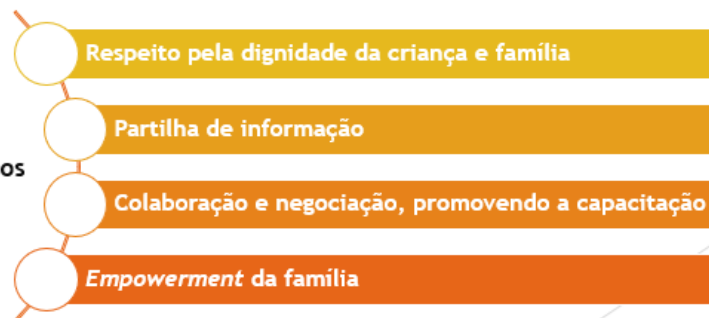 Respeito pela dignidade da criança e família
Partilha de informação
os
Colaboração e negociação, promovendo a capacitação
Empowerment da família